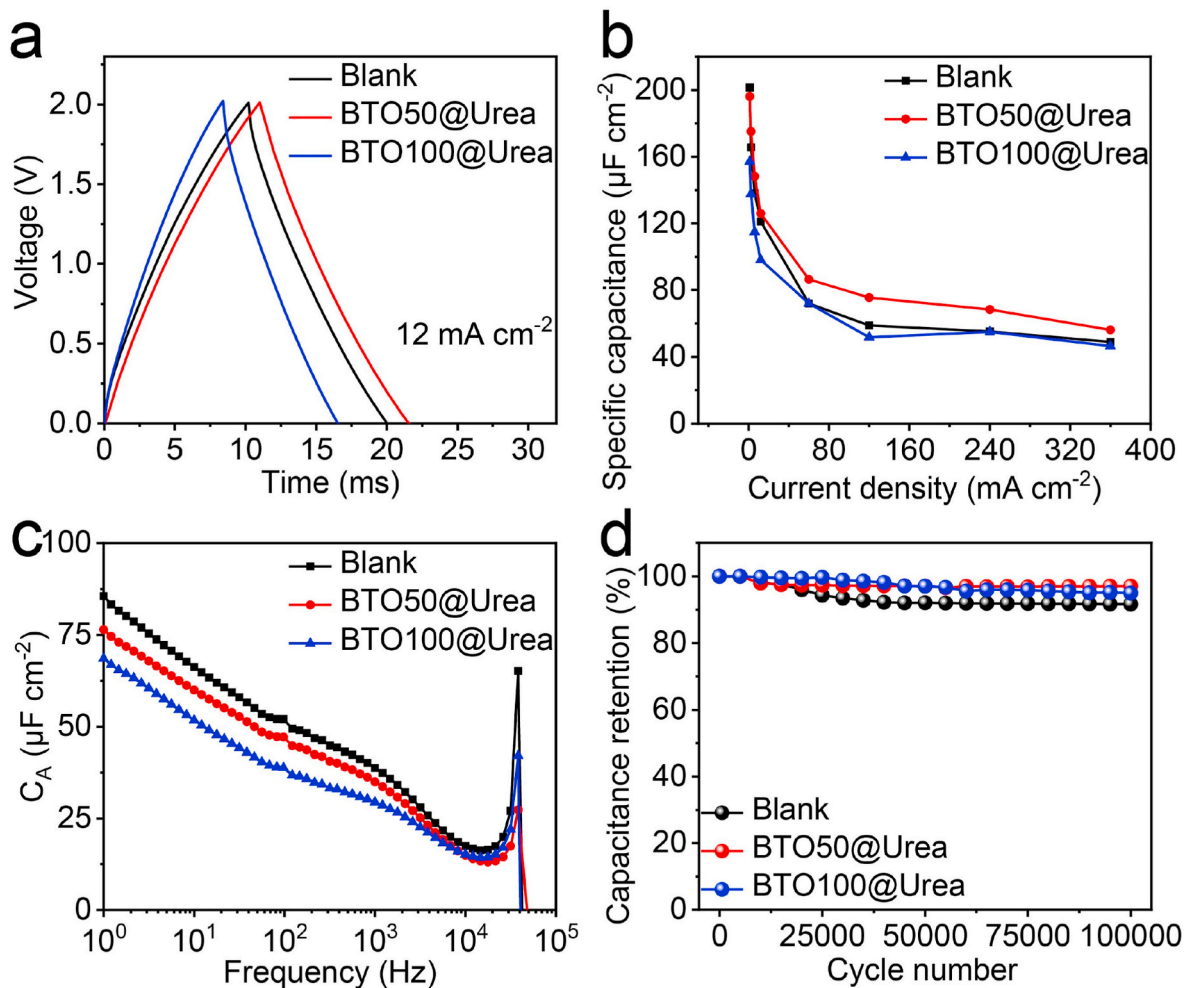 a
Blank
BTO50@Urea
BTO100@Urea
2.0
1.5
1.0
0.5
0.0
Voltage (V)
12 mA cm⁻²
0 5 10 15 20 25 30
Time (ms)
b
Blank
BTO50@Urea
BTO100@Urea
200
160
120
80
40
0
Specific capacitance (µF cm⁻²)
0 80 160 240 320 400
Current density (mA cm⁻²)
c
Blank
BTO50@Urea
BTO100@Urea
100
75
50
25
0
C_A (µF cm⁻²)
10⁰ 10¹ 10² 10³ 10⁴ 10⁵
Frequency (Hz)
d
100
80
60
40
20
0
Capacitance retention (%)
Blank
BTO50@Urea
BTO100@Urea
0 25000 50000 75000 100000
Cycle number